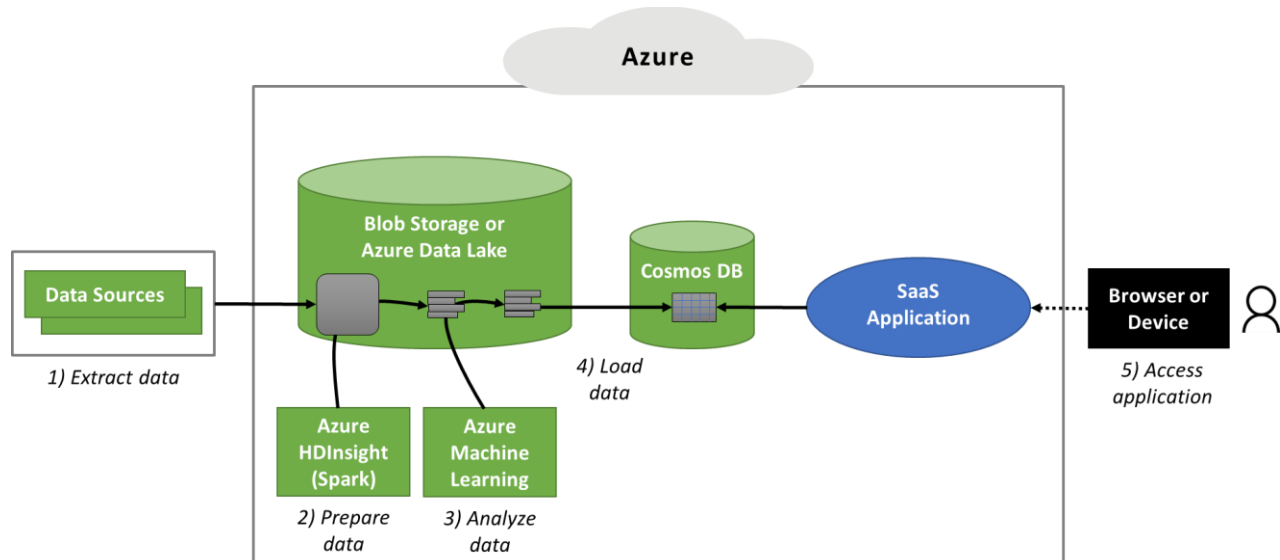 Azure
Blob Storage or
Azure Data Lake
Data Sources
1) Extract data
Cosmos DB
SaaS
Application
Browser or
Device
4) Load
data
5) Access
application
Azure
HDInsight
(Spark)
Azure
Machine
Learning
2) Prepare
data
3) Analyze
data